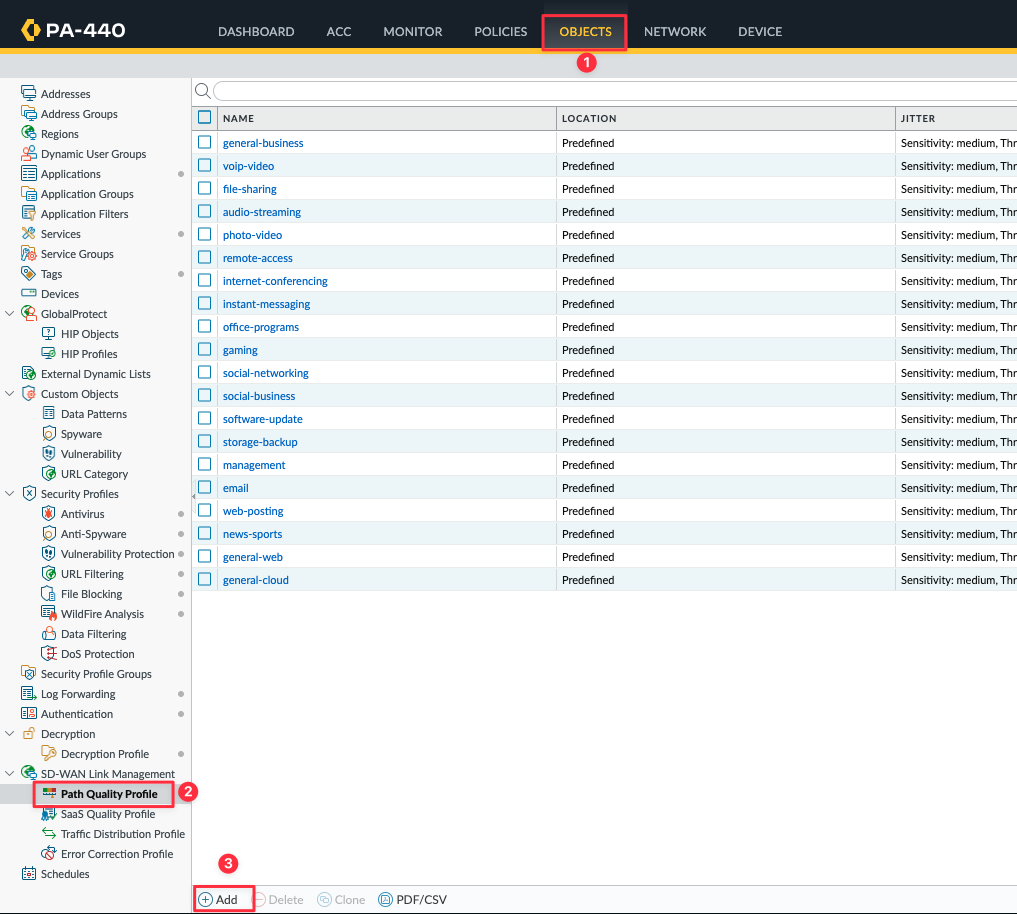 PA-440
DASHBOARD ACC MONITOR POLICIES OBJECTS NETWORK DEVICE
1
Addresses
Address Groups
Regions
Dynamic User Groups
Applications
Application Groups
Application Filters
Services
Service Groups
Tags
Devices
GlobalProtect
HIP Objects
HIP Profiles
External Dynamic Lists
Custom Objects
Data Patterns
Spyware
Vulnerability
URL Category
Security Profiles
Antivirus
Anti-Spyware
Vulnerability Protection
URL Filtering
File Blocking
WildFire Analysis
Data Filtering
DoS Protection
Security Profile Groups
Log Forwarding
Authentication
Decryption
Decryption Profile
SD-WAN Link Management
Path Quality Profile 2
SaaS Quality Profile
Traffic Distribution Profile
Error Correction Profile
Schedules
NAME LOCATION JITTER
general-business Predefined Sensitivity: medium, Thr
voip-video Predefined Sensitivity: medium, Thr
file-sharing Predefined Sensitivity: medium, Thr
audio-streaming Predefined Sensitivity: medium, Thr
photo-video Predefined Sensitivity: medium, Thr
remote-access Predefined Sensitivity: medium, Thr
internet-conferencing Predefined Sensitivity: medium, Thr
instant-messaging Predefined Sensitivity: medium, Thr
office-programs Predefined Sensitivity: medium, Thr
gaming Predefined Sensitivity: medium, Thr
social-networking Predefined Sensitivity: medium, Thr
social-business Predefined Sensitivity: medium, Thr
software-update Predefined Sensitivity: medium, Thr
storage-backup Predefined Sensitivity: medium, Thr
management Predefined Sensitivity: medium, Thr
email Predefined Sensitivity: medium, Thr
web-posting Predefined Sensitivity: medium, Thr
news-sports Predefined Sensitivity: medium, Thr
general-web Predefined Sensitivity: medium, Thr
general-cloud Predefined Sensitivity: medium, Thr
3
Add Delete Clone PDF/CSV